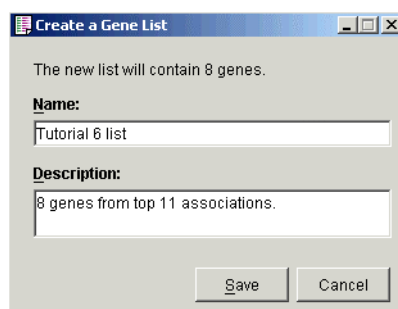 Create a Gene List
The new list will contain 8 genes.
Name:
Tutorial 6 list
Description:
8 genes from top 11 associations.
Save Cancel